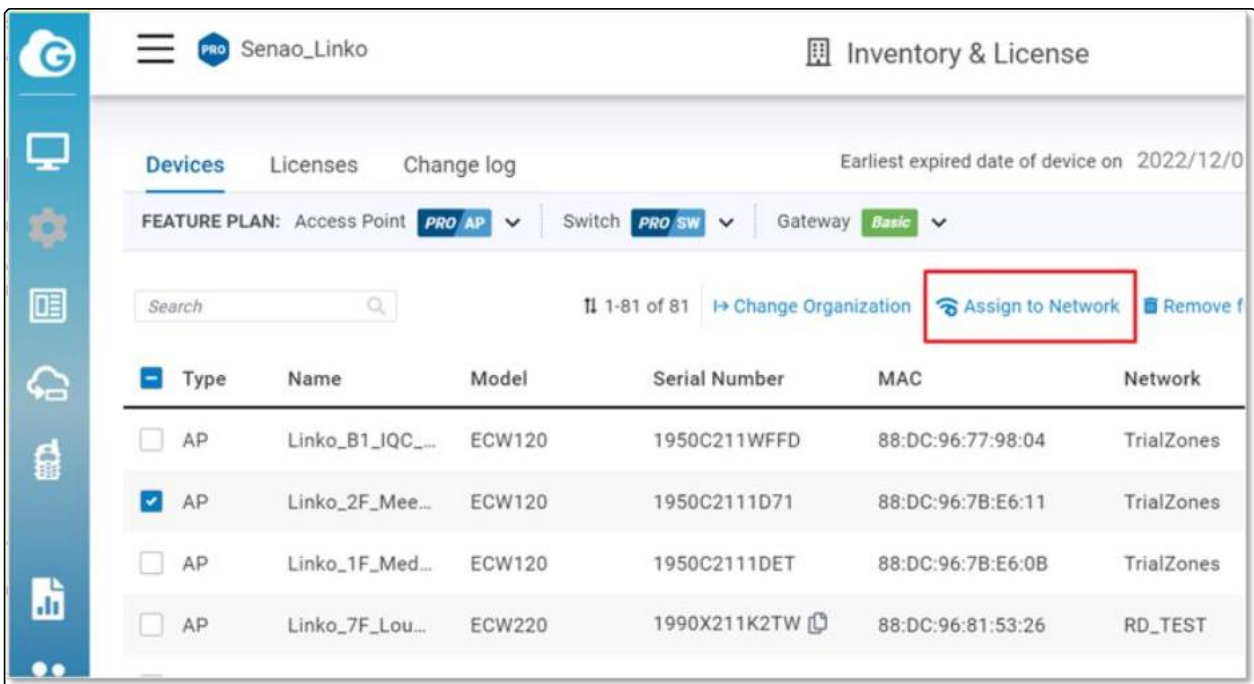 G
PRO Senao_Linko Inventory & License
Devices Licenses Change log Earliest expired date of device on 2022/12/0
FEATURE PLAN: Access Point PRO AP Switch PRO SW Gateway Basic
Search 1-81 of 81 Change Organization Assign to Network Remove f
Type Name Model Serial Number MAC Network
AP Linko_B1_IQC_... ECW120 1950C211WFFD 88:DC:96:77:98:04 TrialZones
AP Linko_2F_Mee... ECW120 1950C2111D71 88:DC:96:7B:E6:11 TrialZones
AP Linko_1F_Med... ECW120 1950C2111DET 88:DC:96:7B:E6:0B TrialZones
AP Linko_7F_Lou... ECW220 1990X211K2TW 88:DC:96:81:53:26 RD_TEST